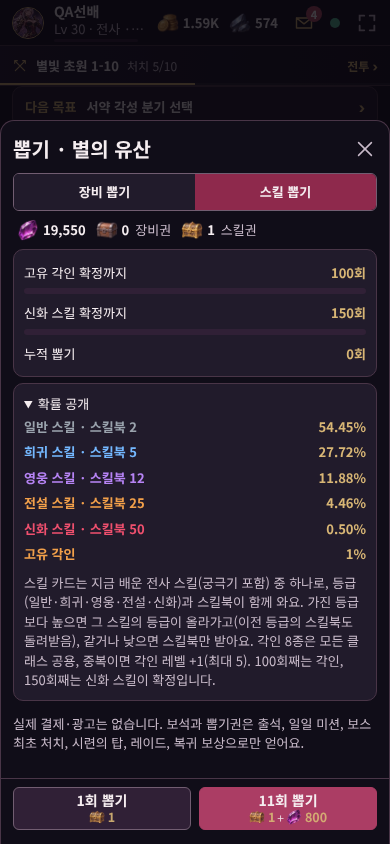 QA선배
Lv 30 · 전사 · …
1.59K
574
4
별빛 초원 1-10 처치 5/10
전투 ›
다음 목표 서약 각성 분기 선택 ›
뽑기 · 별의 유산
장비 뽑기
스킬 뽑기
19,550 0 장비권 1 스킬권
고유 각인 확정까지 100회
신화 스킬 확정까지 150회
누적 뽑기 0회
▼ 확률 공개
일반 스킬 · 스킬북 2 54.45%
희귀 스킬 · 스킬북 5 27.72%
영웅 스킬 · 스킬북 12 11.88%
전설 스킬 · 스킬북 25 4.46%
신화 스킬 · 스킬북 50 0.50%
고유 각인 1%
스킬 카드는 지금 배운 전사 스킬(궁극기 포함) 중 하나로, 등급
(일반·희귀·영웅·전설·신화)과 스킬북이 함께 와요. 가진 등급
보다 높으면 그 스킬의 등급이 올라가고(이전 등급의 스킬북도
돌려받음), 같거나 낮으면 스킬북만 받아요. 각인 8종은 모든 클
래스 공용, 중복이면 각인 레벨 +1(최대 5). 100회째는 각인,
150회째는 신화 스킬이 확정입니다.
실제 결제·광고는 없습니다. 보석과 뽑기권은 출석, 일일 미션, 보스
최초 처치, 시련의 탑, 레이드, 복귀 보상으로만 얻어요.
1회 뽑기
1
11회 뽑기
1 + 800